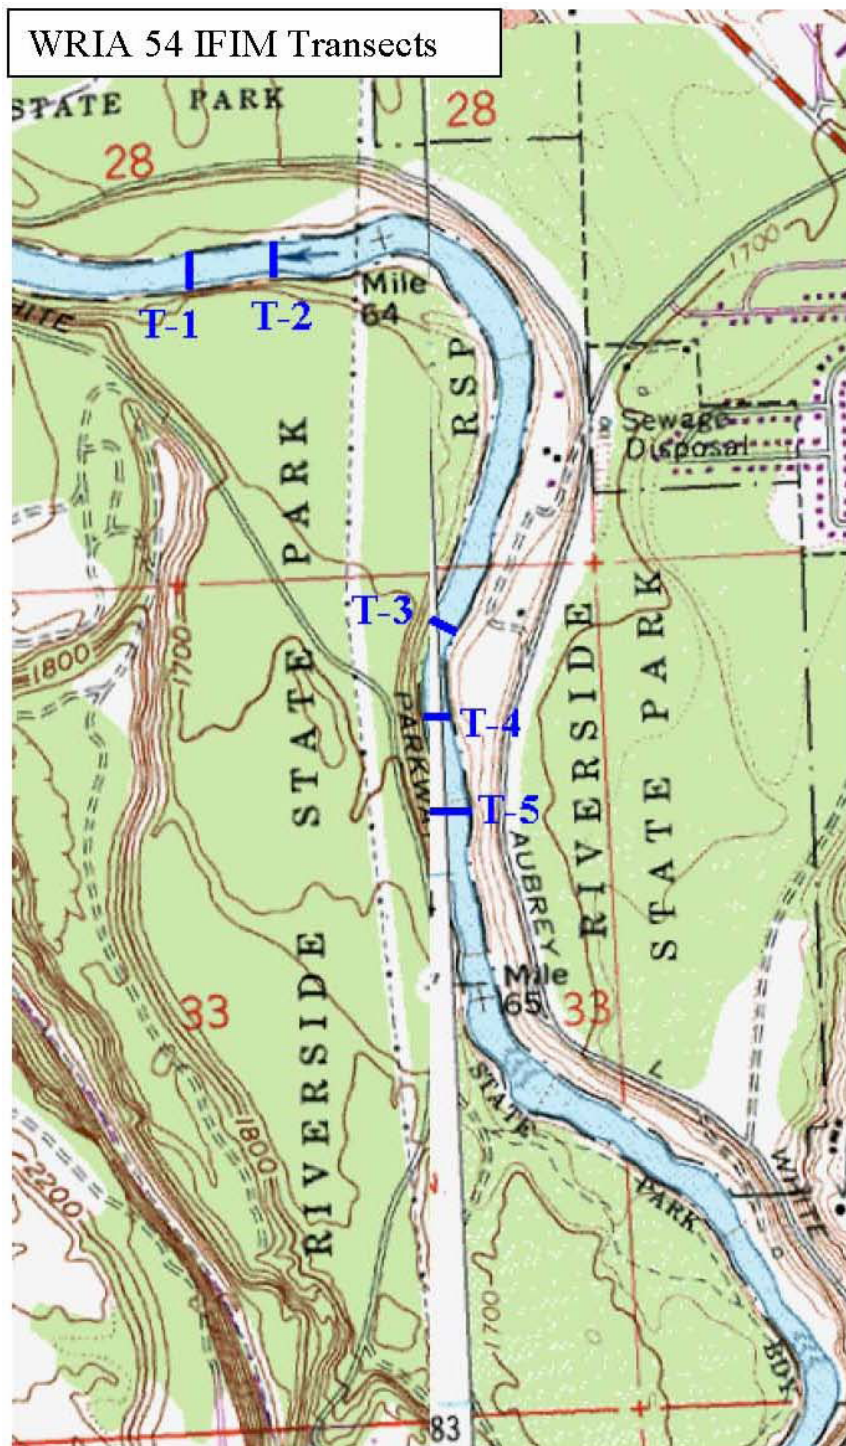 WRIA 54 IFIM Transects
STATE PARK
28
28
1700
T-1
T-2
Mile
64
RSP
Sewage
Disposal
STATE PARK
T-3
1800
1700
PARKWA
T-4
T-5
AUBREY
RIVERSIDE
STATE PARK
Mile
65
33
33
RIVERSIDE
1800
2200
STATE
PARK
WHITE
1700
BDY
83